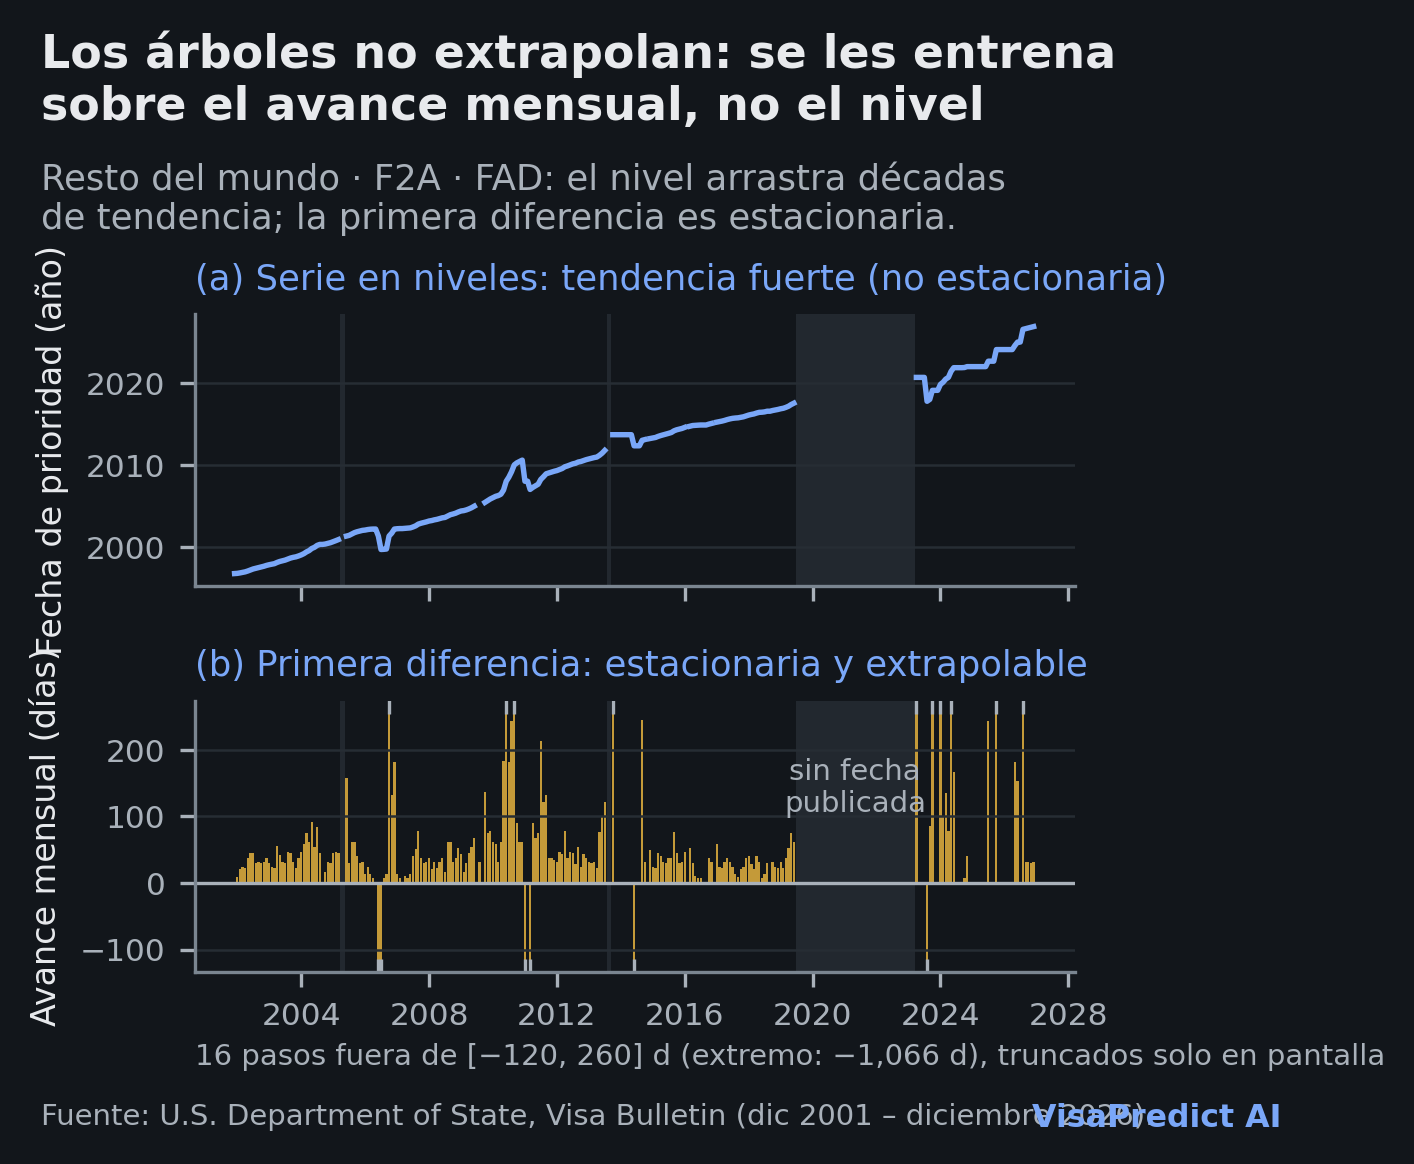 Los árboles no extrapolan: se les entrena
sobre el avance mensual, no el nivel
Resto del mundo · F2A · FAD: el nivel arrastra décadas
de tendencia; la primera diferencia es estacionaria.
(a) Serie en niveles: tendencia fuerte (no estacionaria)
Fecha de prioridad (año)
2020
2010
2000
(b) Primera diferencia: estacionaria y extrapolable
Avance mensual (días)
200
100
0
−100
sin fecha
publicada
2004 2008 2012 2016 2020 2024 2028
16 pasos fuera de [−120, 260] d (extremo: −1,066 d), truncados solo en pantalla
Fuente: U.S. Department of State, Visa Bulletin (dic 2001 – diciembre 2026).
VisaPredict AI